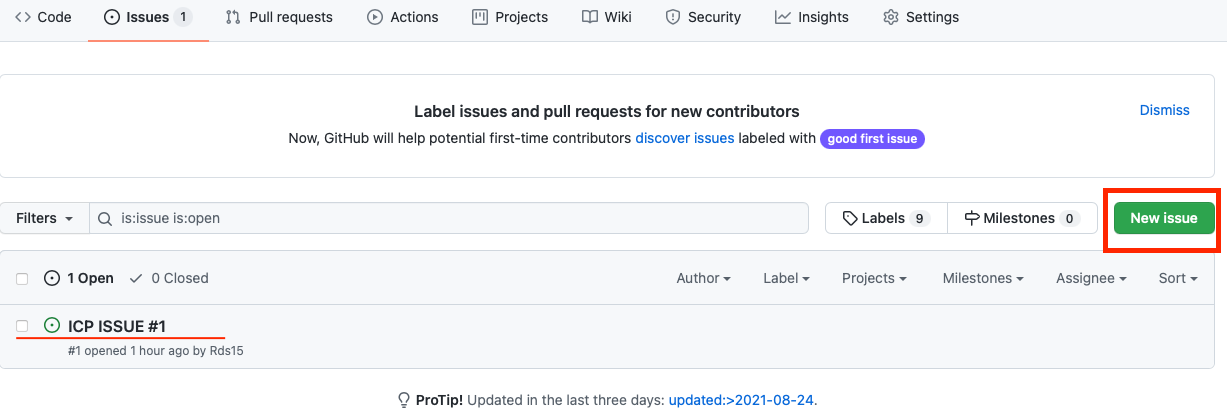 Code Issues 1 Pull requests Actions Projects Wiki Security Insights Settings
Label issues and pull requests for new contributors
Dismiss
Now, GitHub will help potential first-time contributors discover issues labeled with good first issue
Filters is:issue is:open Labels 9 Milestones 0 New issue
1 Open 0 Closed Author Label Projects Milestones Assignee Sort
ICP ISSUE #1
#1 opened 1 hour ago by Rds15
ProTip! Updated in the last three days: updated:>2021-08-24.